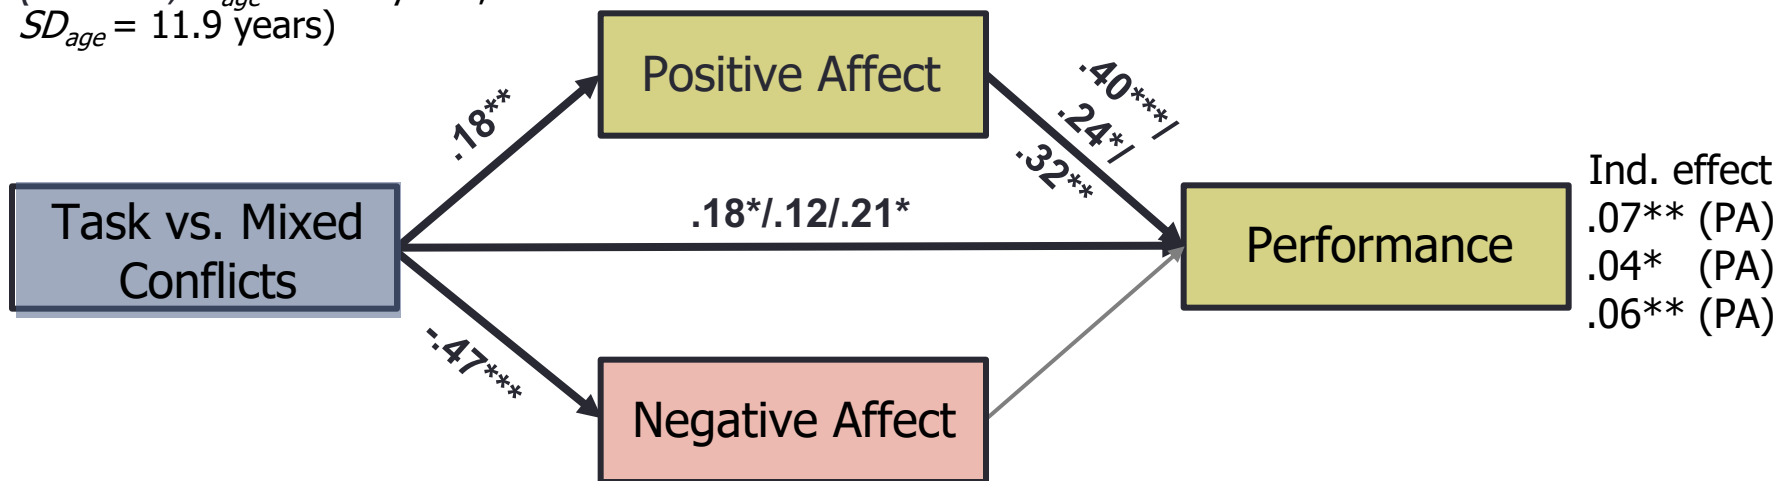 SD_age = 11.9 years)
Positive Affect
.18**
.40***/
.24*/
.32**
Task vs. Mixed
Conflicts
.18*/.12/.21*
Performance
Ind. effect
.07** (PA)
.04* (PA)
.06** (PA)
-.47***
Negative Affect